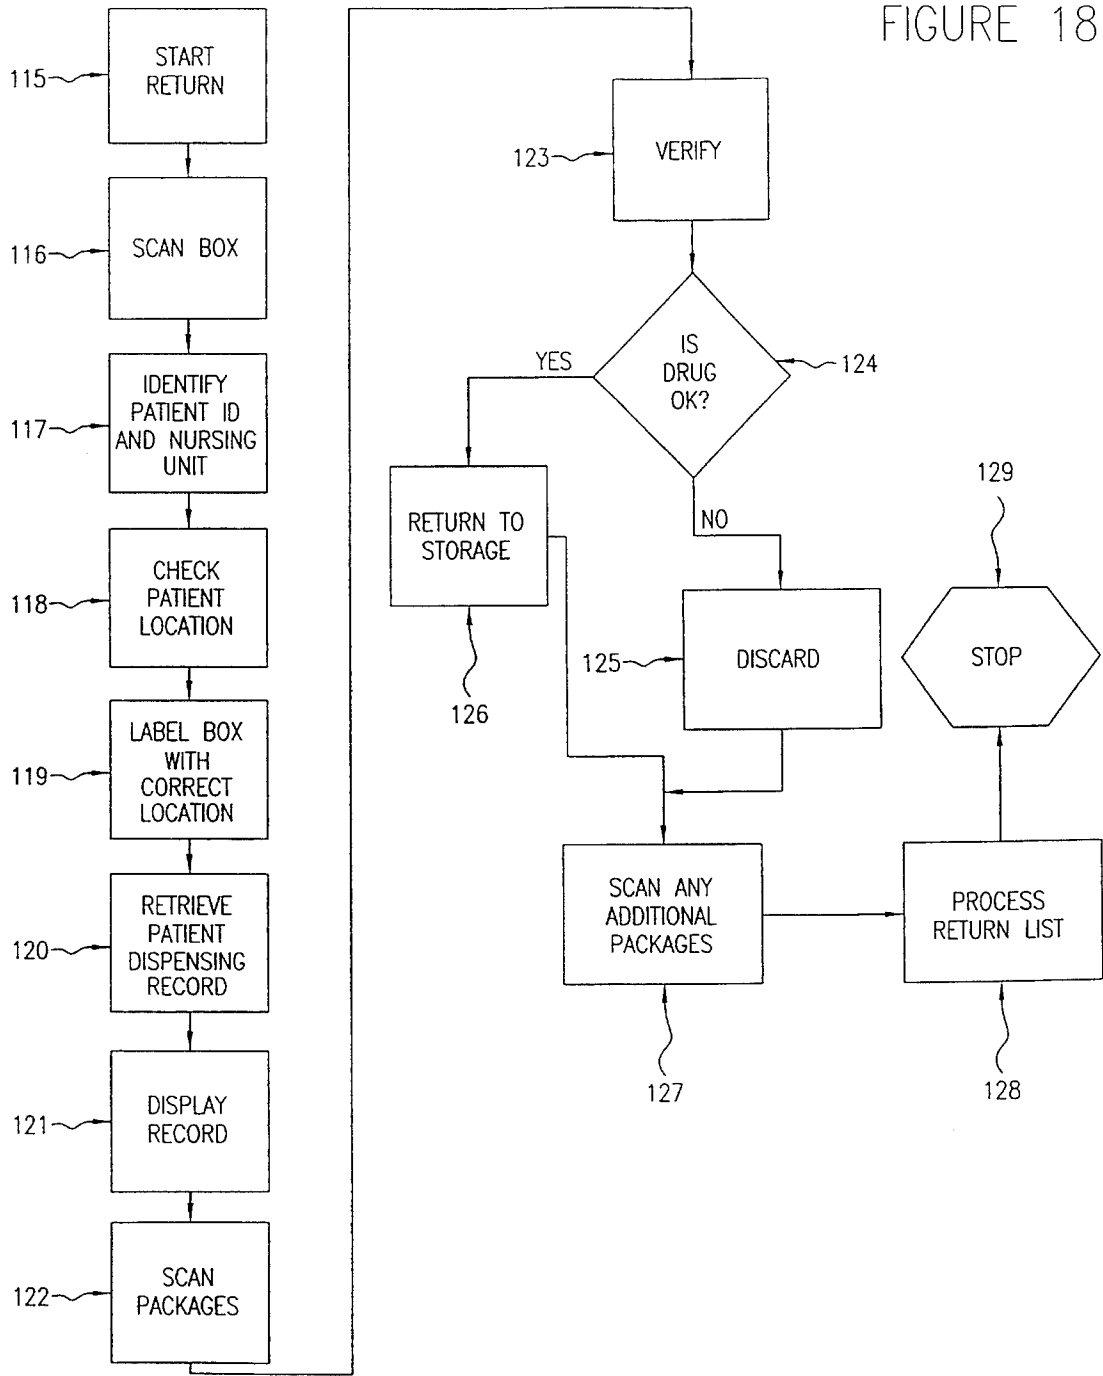 FIGURE 18
115
START
RETURN
116
SCAN BOX
117
IDENTIFY
PATIENT ID
AND NURSING
UNIT
118
CHECK
PATIENT
LOCATION
119
LABEL BOX
WITH
CORRECT
LOCATION
120
RETRIEVE
PATIENT
DISPENSING
RECORD
121
DISPLAY
RECORD
122
SCAN
PACKAGES
123
VERIFY
124
IS
DRUG
OK?
YES
NO
RETURN TO
STORAGE
126
125
DISCARD
SCAN ANY
ADDITIONAL
PACKAGES
127
PROCESS
RETURN LIST
128
129
STOP